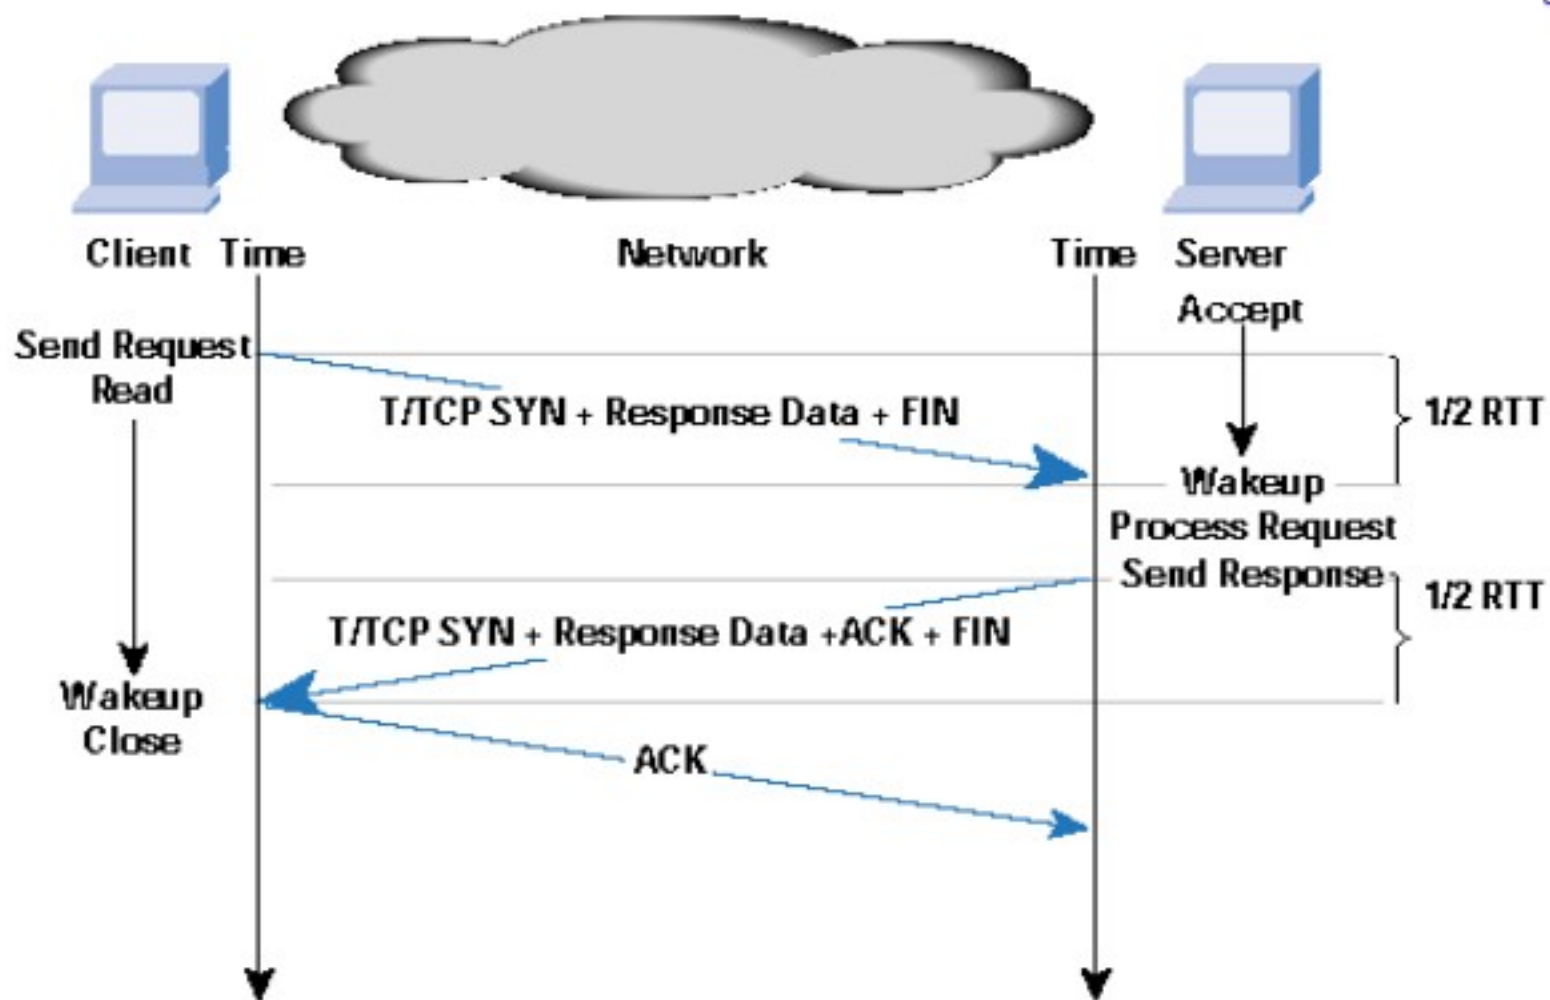 Client Time Network Time Server
Accept
Send Request
Read
T/TCP SYN + Response Data + FIN
1/2 RTT
Wakeup
Process Request
Send Response
1/2 RTT
T/TCP SYN + Response Data +ACK + FIN
Wakeup
Close
ACK